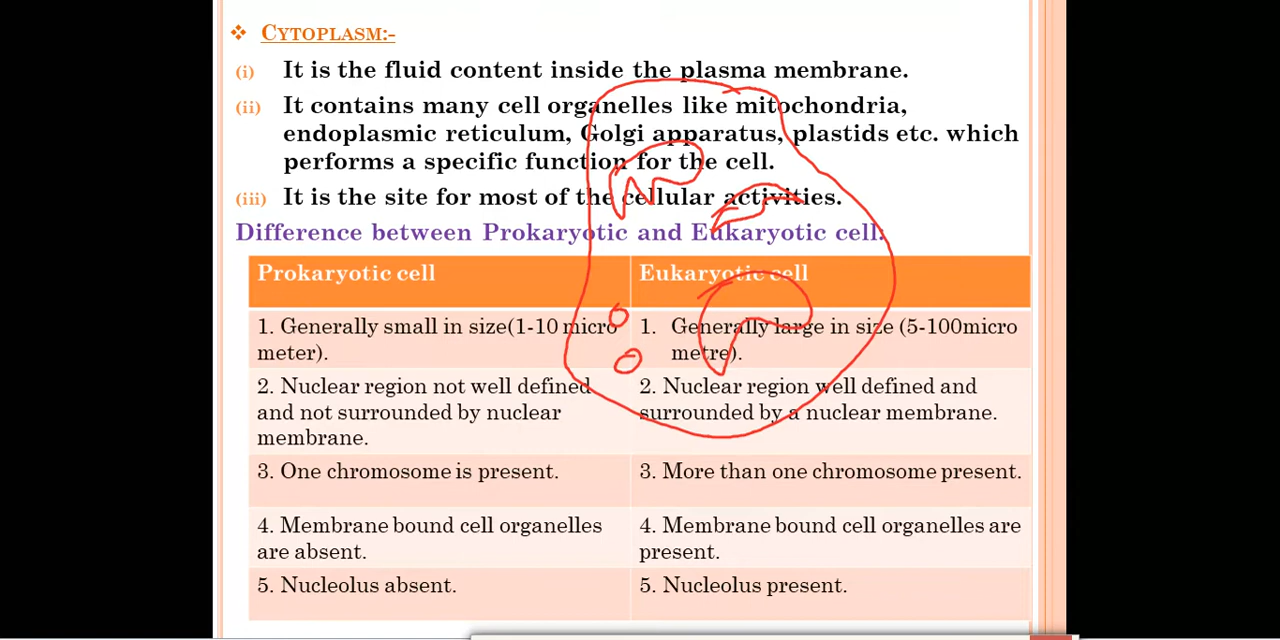 ❖ CYTOPLASM:-
(i) It is the fluid content inside the plasma membrane.
(ii) It contains many cell organelles like mitochondria,
endoplasmic reticulum, Golgi apparatus, plastids etc. which
performs a specific function for the cell.
(iii) It is the site for most of the cellular activities.
Difference between Prokaryotic and Eukaryotic cell:
Prokaryotic cell
Eukaryotic cell
1. Generally small in size(1-10 micro
meter).
1. Generally large in size (5-100micro
metre).
2. Nuclear region not well defined
and not surrounded by nuclear
membrane.
2. Nuclear region well defined and
surrounded by a nuclear membrane.
3. One chromosome is present.
3. More than one chromosome present.
4. Membrane bound cell organelles
are absent.
4. Membrane bound cell organelles are
present.
5. Nucleolus absent.
5. Nucleolus present.